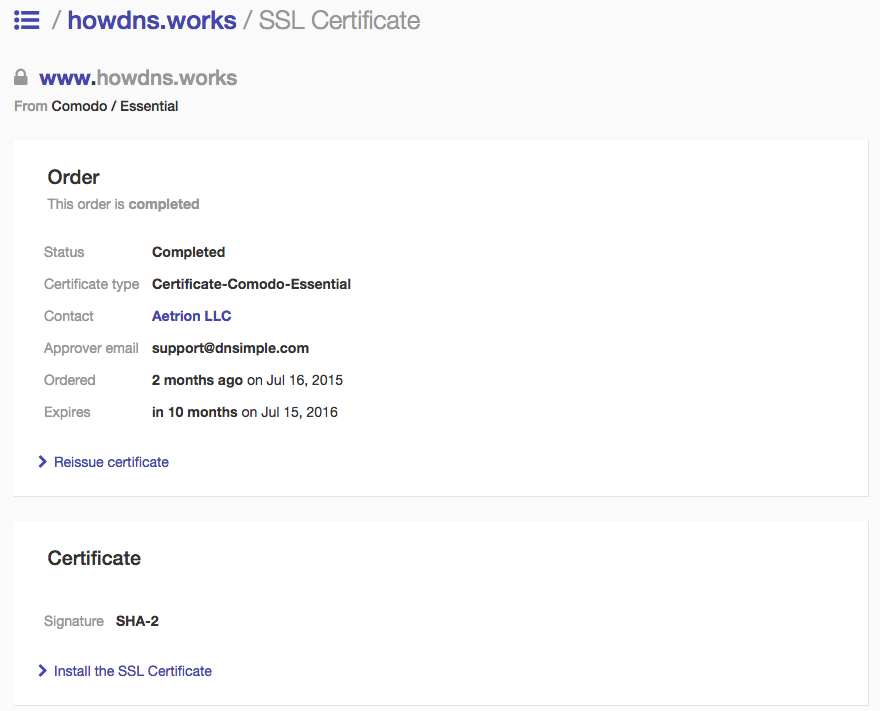 / howdns.works / SSL Certificate
www.howdns.works
From Comodo / Essential
Order
This order is completed
Status Completed
Certificate type Certificate-Comodo-Essential
Contact Aetrion LLC
Approver email support@dnsimple.com
Ordered 2 months ago on Jul 16, 2015
Expires in 10 months on Jul 15, 2016
Reissue certificate
Certificate
Signature SHA-2
Install the SSL Certificate